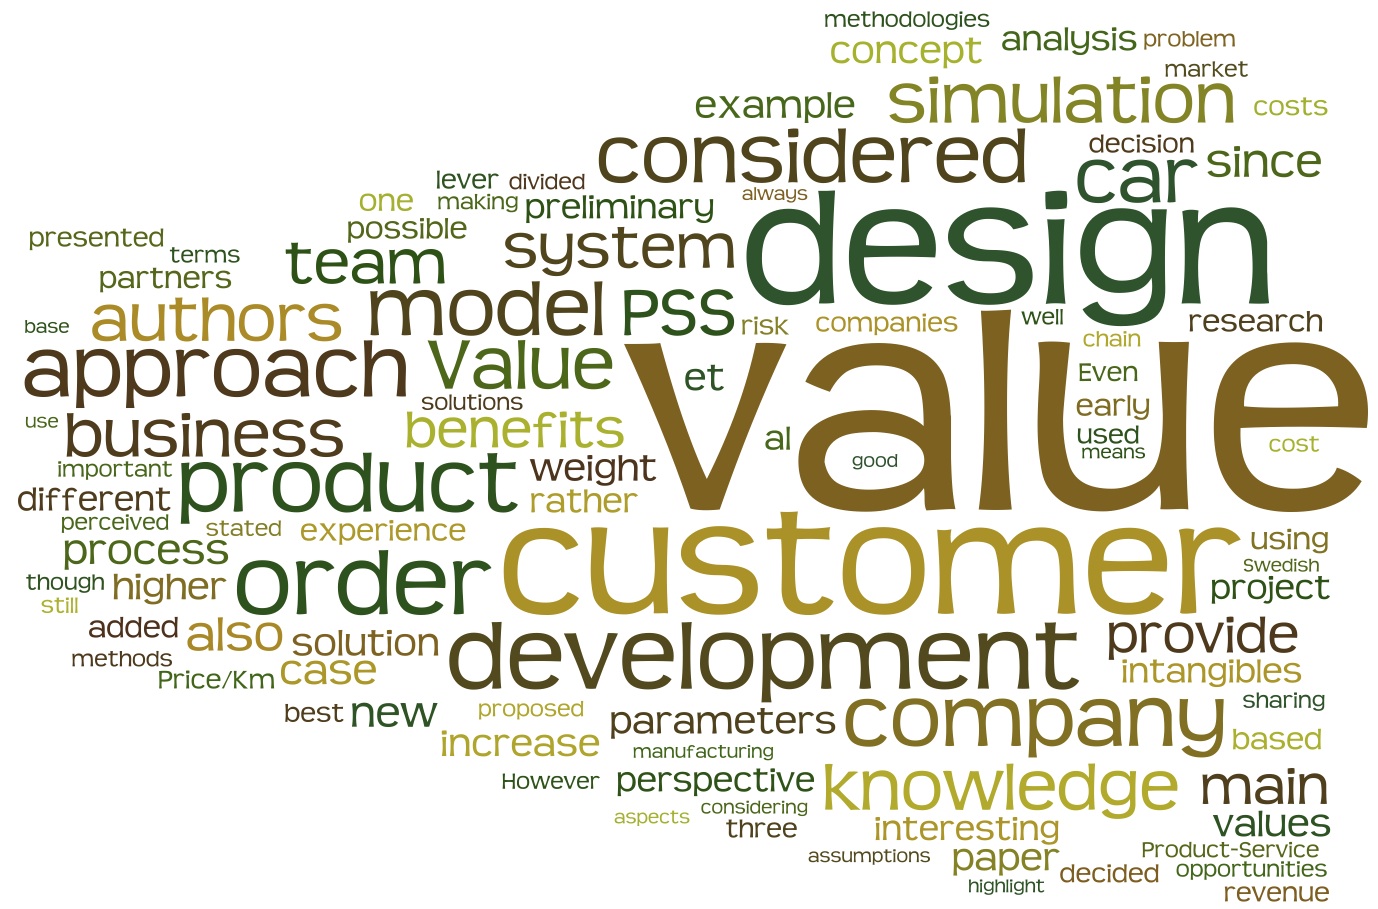 methodologies
concept
analysis
problem
market
example
simulation
costs
considered
decision
car
since
lever
divided
always
one
making
preliminary
possible
design
presented
terms
team
system
partners
authors
model
PSS
risk
companies
well
research
base
chain
approach
Value
value
et
Even
solutions
early
use
business
benefits
al
used
cost
means
good
important
product
weight
different
rather
perceived
stated
experience
customer
using
process
Swedish
though
higher
order
project
still
added
also
solution
development
provide
methods
case
intangibles
Price/Km
sharing
best
new
proposed
parameters
company
increase
based
manufacturing
However
perspective
knowledge
main
considering
aspects
three
interesting
values
assumptions
paper
Product-Service
decided
opportunities
highlight
revenue